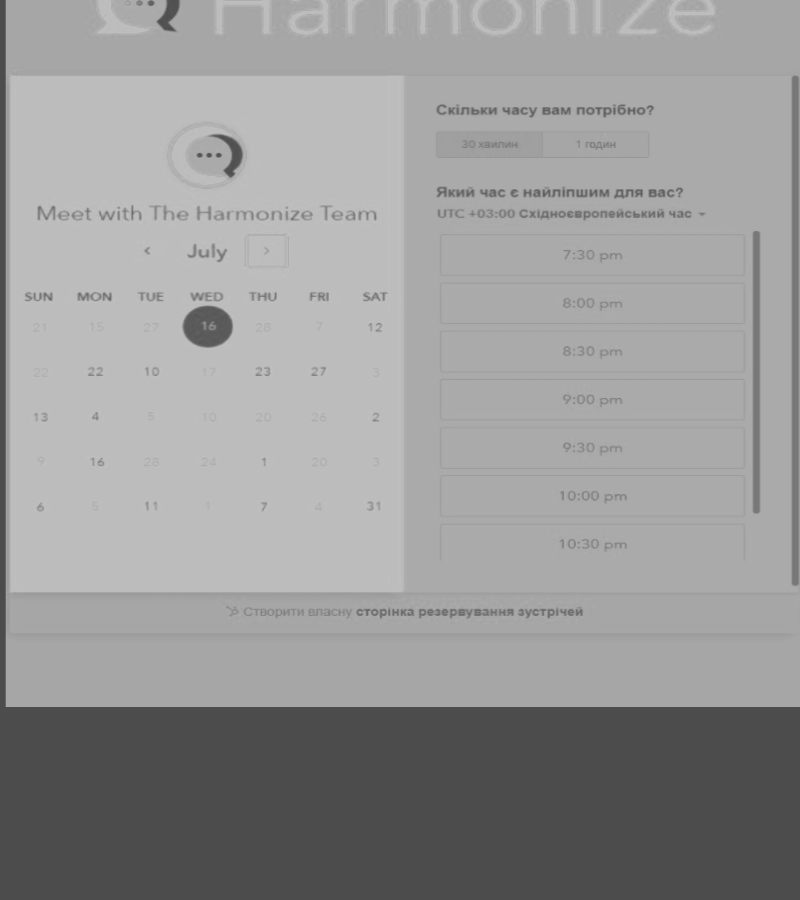 Harmonize
Meet with The Harmonize Team
July
SUN MON TUE WED THU FRI SAT
21 15 27 16 28 7 12
22 22 10 17 23 27 3
13 4 5 10 20 26 2
9 16 28 24 1 20 3
6 5 11 1 7 4 31
Скільки часу вам потрібно?
30 хвилин 1 годин
Який час є найліпшим для вас?
UTC +03:00 Східноєвропейський час
7:30 pm
8:00 pm
8:30 pm
9:00 pm
9:30 pm
10:00 pm
10:30 pm
Створити власну сторінка резервування зустрічей